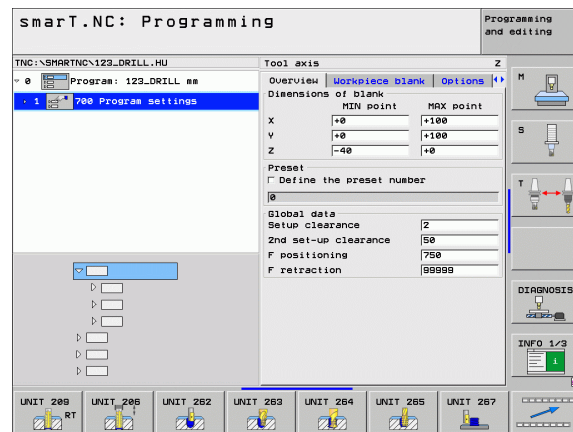 smarT.NC: Programming
Programming
and editing
TNC:\SMARTNC\123_DRILL.HU
Tool axis Z
0 Program: 123_DRILL mm
1 700 Program settings
Overview Workpiece blank Options
Dimensions of blank
MIN point MAX point
X +0 +100
Y +0 +100
Z -40 +0
Preset
Define the preset number
0
Global data
Setup clearance 2
2nd set-up clearance 50
F positioning 750
F retraction 99999
M
S
T
DIAGNOSIS
INFO 1/3
i
UNIT 209 UNIT 206 UNIT 262 UNIT 263 UNIT 264 UNIT 265 UNIT 267
RT